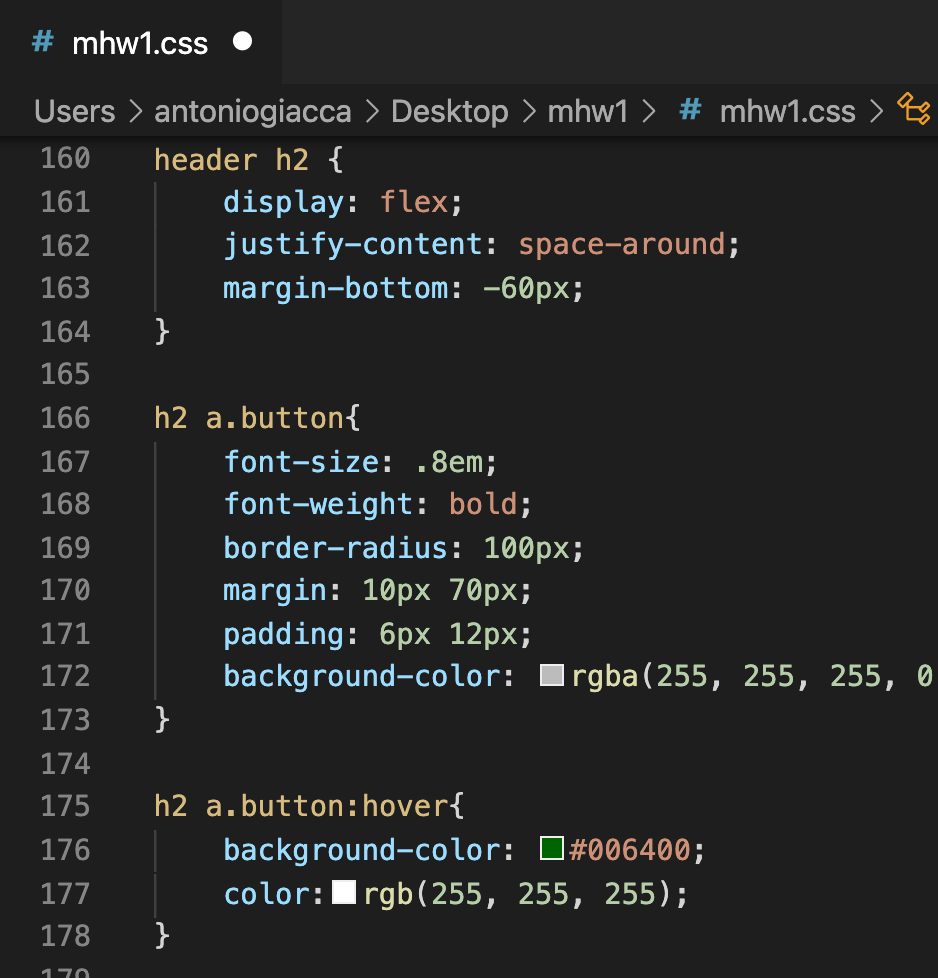 # mhw1.css
Users > antoniogiacca > Desktop > mhw1 > # mhw1.css >
160 header h2 {
161 display: flex;
162 justify-content: space-around;
163 margin-bottom: -60px;
164 }
165
166 h2 a.button{
167 font-size: .8em;
168 font-weight: bold;
169 border-radius: 100px;
170 margin: 10px 70px;
171 padding: 6px 12px;
172 background-color: rgba(255, 255, 255, 0
173 }
174
175 h2 a.button:hover{
176 background-color: #006400;
177 color:rgb(255, 255, 255);
178 }
179